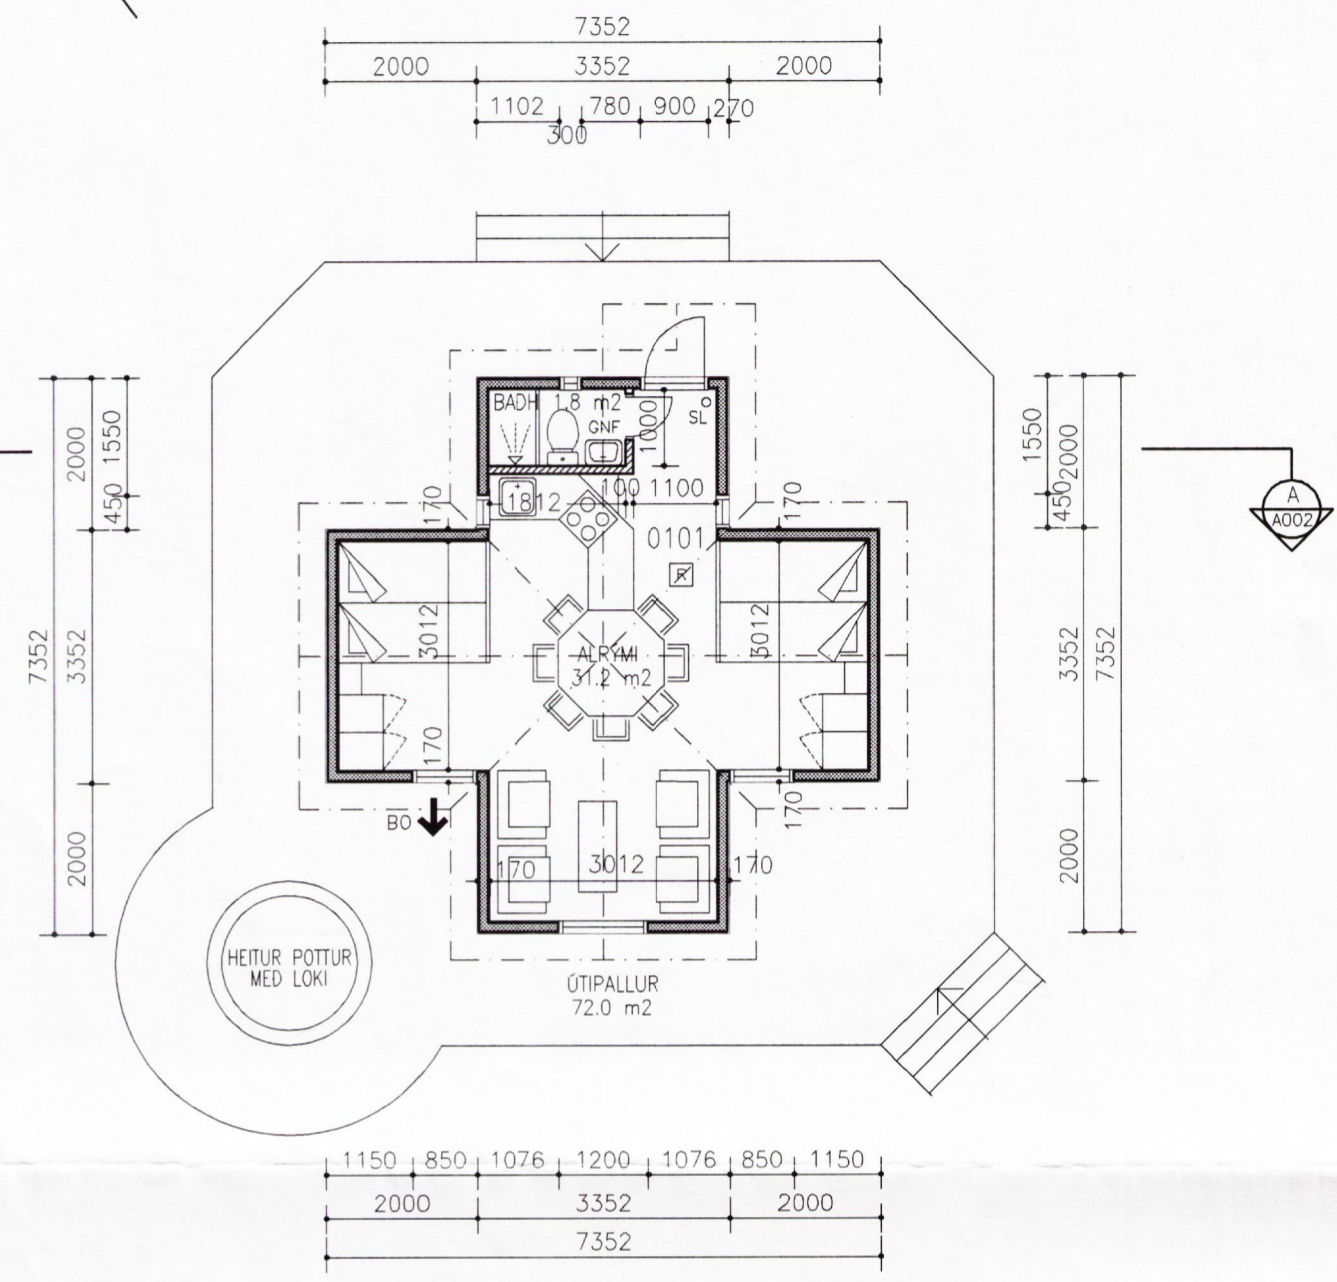 7352
2000 3352 2000
1102 780 900 270
300
BADH 1.8 m2
GNF
SL
1000
1812 100 1100
0101
R
170
170
2000 1550
450
3352
7352
2000
1550 2000
450
3352 7352
2000
A
A002
3012
3012
ALRÝMI
31.2 m2
170
170
BO
170 3012 170
HEITUR POTTUR
MEÐ LOKI
ÚTIPALLUR
72.0 m2
1150 850 1076 1200 1076 850 1150
2000 3352 2000
7352